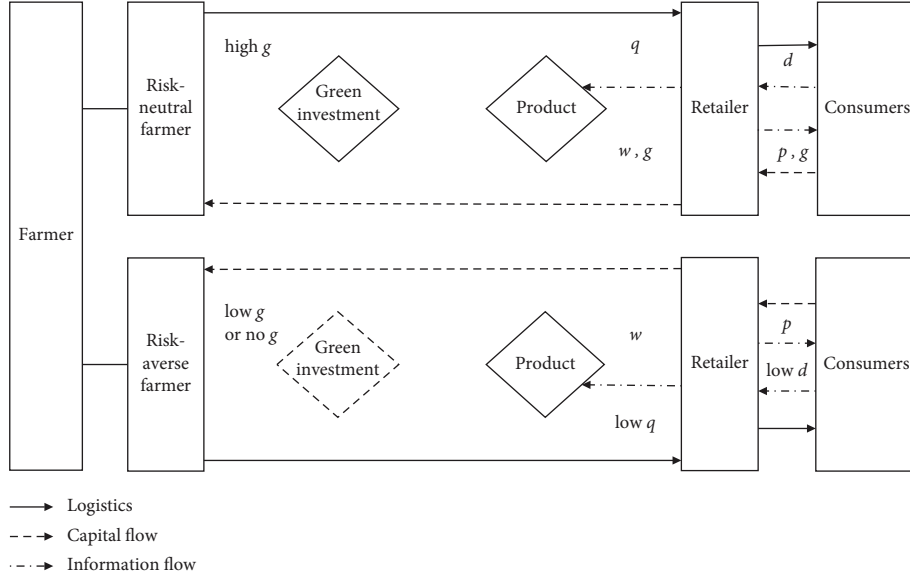 Farmer
Risk-
neutral
farmer
high g
Green
investment
Product
q
w , g
Retailer
d
p , g
Consumers
Risk-
averse
farmer
low g
or no g
Green
investment
Product
w
low q
Retailer
p
low d
Consumers
Logistics
Capital flow
Information flow